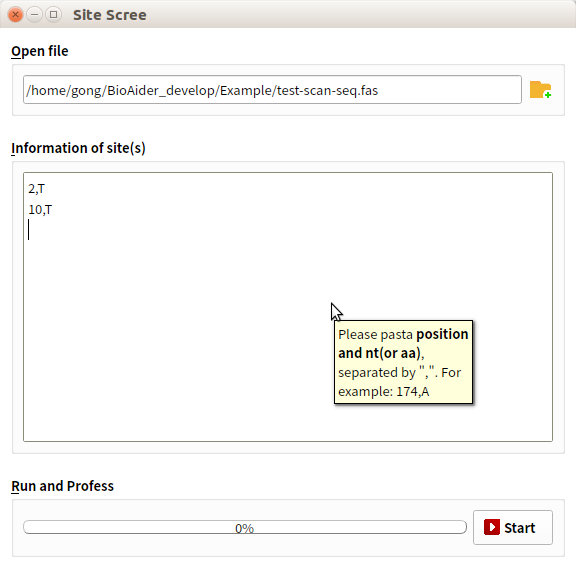 Site Scree
Open file
/home/gong/BioAider_develop/Example/test-scan-seq.fas
Information of site(s)
2,T
10,T
Please pasta position
and nt(or aa),
separated by ",". For
example: 174,A
Run and Profess
0%
Start